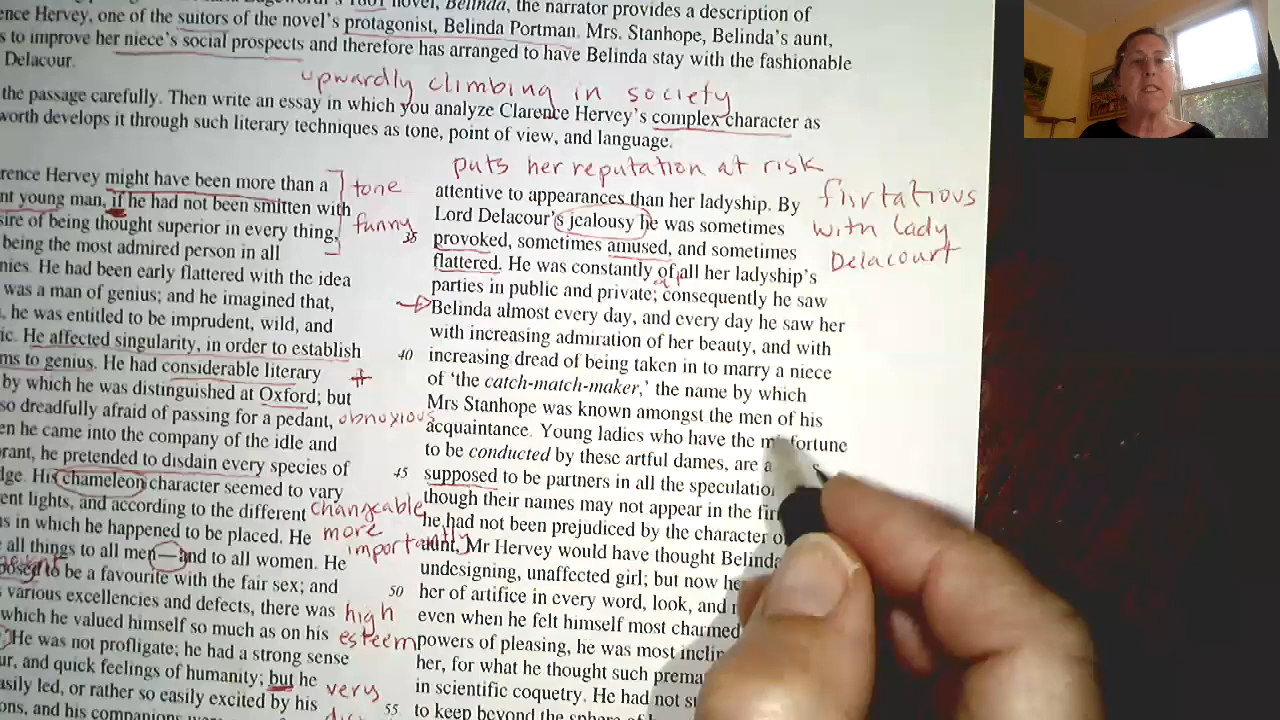 1801 novel, Belinda, the narrator provides a description of
ence Hervey, one of the suitors of the novel's protagonist, Belinda Portman. Mrs. Stanhope, Belinda's aunt,
s to improve her niece's social prospects and therefore has arranged to have Belinda stay with the fashionable
Delacour.
upwardly climbing in society
the passage carefully. Then write an essay in which you analyze Clarence Hervey's complex character as
worth develops it through such literary techniques as tone, point of view, and language.
rence Hervey might have been more than a
nt young man, if he had not been smitten with
sire of being thought superior in every thing,
being the most admired person in all
nies. He had been early flattered with the idea
was a man of genius; and he imagined that,
, he was entitled to be imprudent, wild, and
ic. He affected singularity, in order to establish
ms to genius. He had considerable literary
by which he was distinguished at Oxford; but
so dreadfully afraid of passing for a pedant,
en he came into the company of the idle and
orant, he pretended to disdain every species of
dge. His chameleon character seemed to vary
ent lights, and according to the different
ns in which he happened to be placed. He
all things to all men—and to all women. He
posed to be a favourite with the fair sex; and
various excellencies and defects, there was
which he valued himself so much as on his
He was not profligate; he had a strong sense
ur, and quick feelings of humanity; but he
asily led, or rather so easily excited by his
ons, and his companions were
tone
funny
+
obnoxious
changeable
more
importantly
high
esteem
very
puts her reputation at risk
attentive to appearances than her ladyship. By
Lord Delacour's jealousy he was sometimes
35 provoked, sometimes amused, and sometimes
flattered. He was constantly of all her ladyship's
at
parties in public and private; consequently he saw
Belinda almost every day, and every day he saw her
with increasing admiration of her beauty, and with
40 increasing dread of being taken in to marry a niece
of 'the catch-match-maker,' the name by which
Mrs Stanhope was known amongst the men of his
acquaintance. Young ladies who have the misfortune
to be conducted by these artful dames, are
45 supposed to be partners in all the speculatio
though their names may not appear in the fir
he had not been prejudiced by the character o
aunt, Mr Hervey would have thought Belinda
undesigning, unaffected girl; but now he
50 her of artifice in every word, look, and
even when he felt himself most charmed
powers of pleasing, he was most incli
her, for what he thought such prema
in scientific coquetry. He had not
55 to keep beyond the sphere of
flirtatious
with Lady
Delacourt